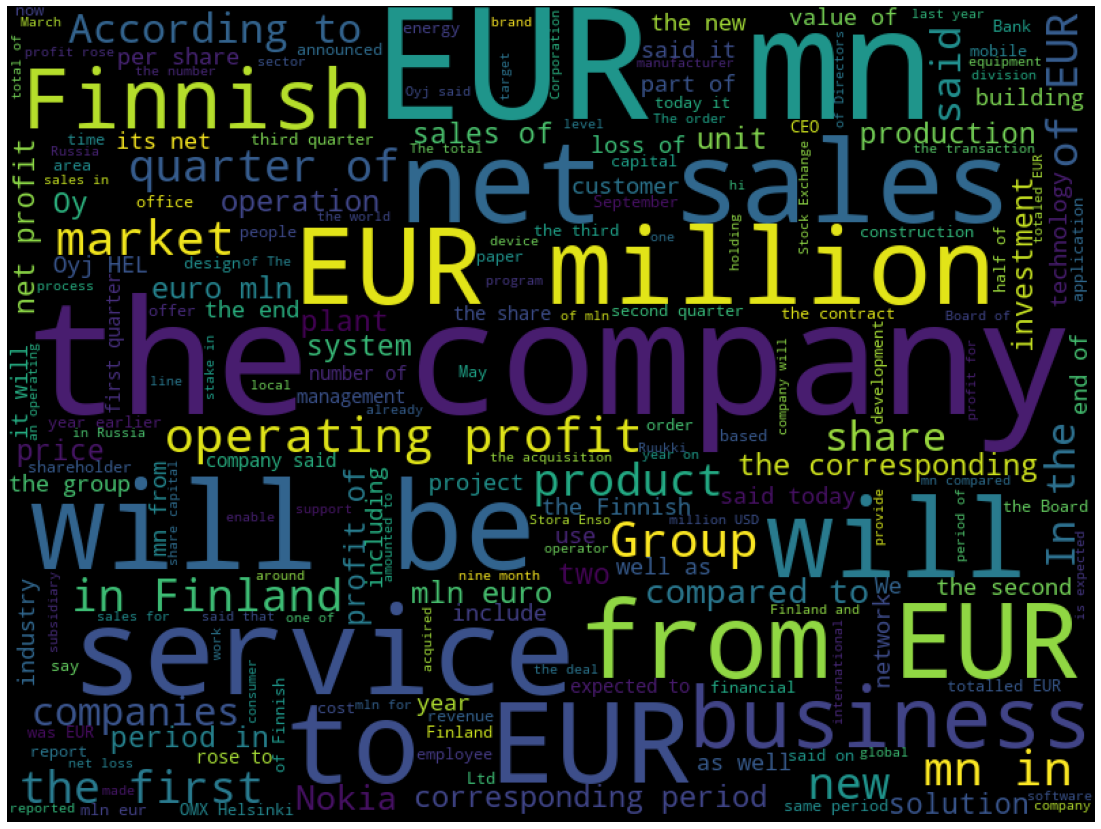 now
March
According to
energy
brand
EUR mn
the new
value of
last year
Bank
EUR
profit rose
per share
announced
total of
Finnish
the number
sector
Oyj said
target
Corporation
said it
manufacturer
part of
said
mobile
equipment
division
building
today it
The order
of Directors
time
its net
third quarter
sales of
level
loss of
unit
CEO
production
Russia
area
sales in
quarter of
The total
net sales
capital
customer
the transaction
of
net profit
Oy
office
operation
the world
September
hi
Stock Exchange
investment
totaled EUR
technology
market
people
device
the third
one
holding
construction
application
Oyj HEL
design
of The
EUR million
paper
program
half of
process
first quarter
offer
euro mln
the end
plant
the share
of mln
second quarter
the contract
Board of
the company
system
it will
an operating
line
stake in
local
number of
May
management
already
company will
development
profit for
end of
year earlier
in Russia
price
operating profit
order
the acquisition
Ruukki
year on
based
share
the corresponding
In the
shareholder
company said
the group
mn from
share capital
enable
support
profit of
including
amounted to
project
product
the Finnish
Stora Enso
use
operator
million USD
said today
mn compared
provide
period of
the Board
will be
Group
will
is expected
in Finland
around
nine month
mln euro
two
well as
compared to
We
the second
industry
subsidiary
sales for
said that
one of
work
include
acquired
from EUR
Finland and
networks
say
service
consumer
the deal
expected to
international
financial
totalled EUR
companies
cost
mln for
year
revenue
to EUR
business
was EUR
period in
of Finnish
Finland
report
net loss
rose to
employee
as well
said on
global
mn in
the first
made
Ltd
new
same period
software
reported
mln eur
OMX Helsinki
Nokia
corresponding period
solution
company